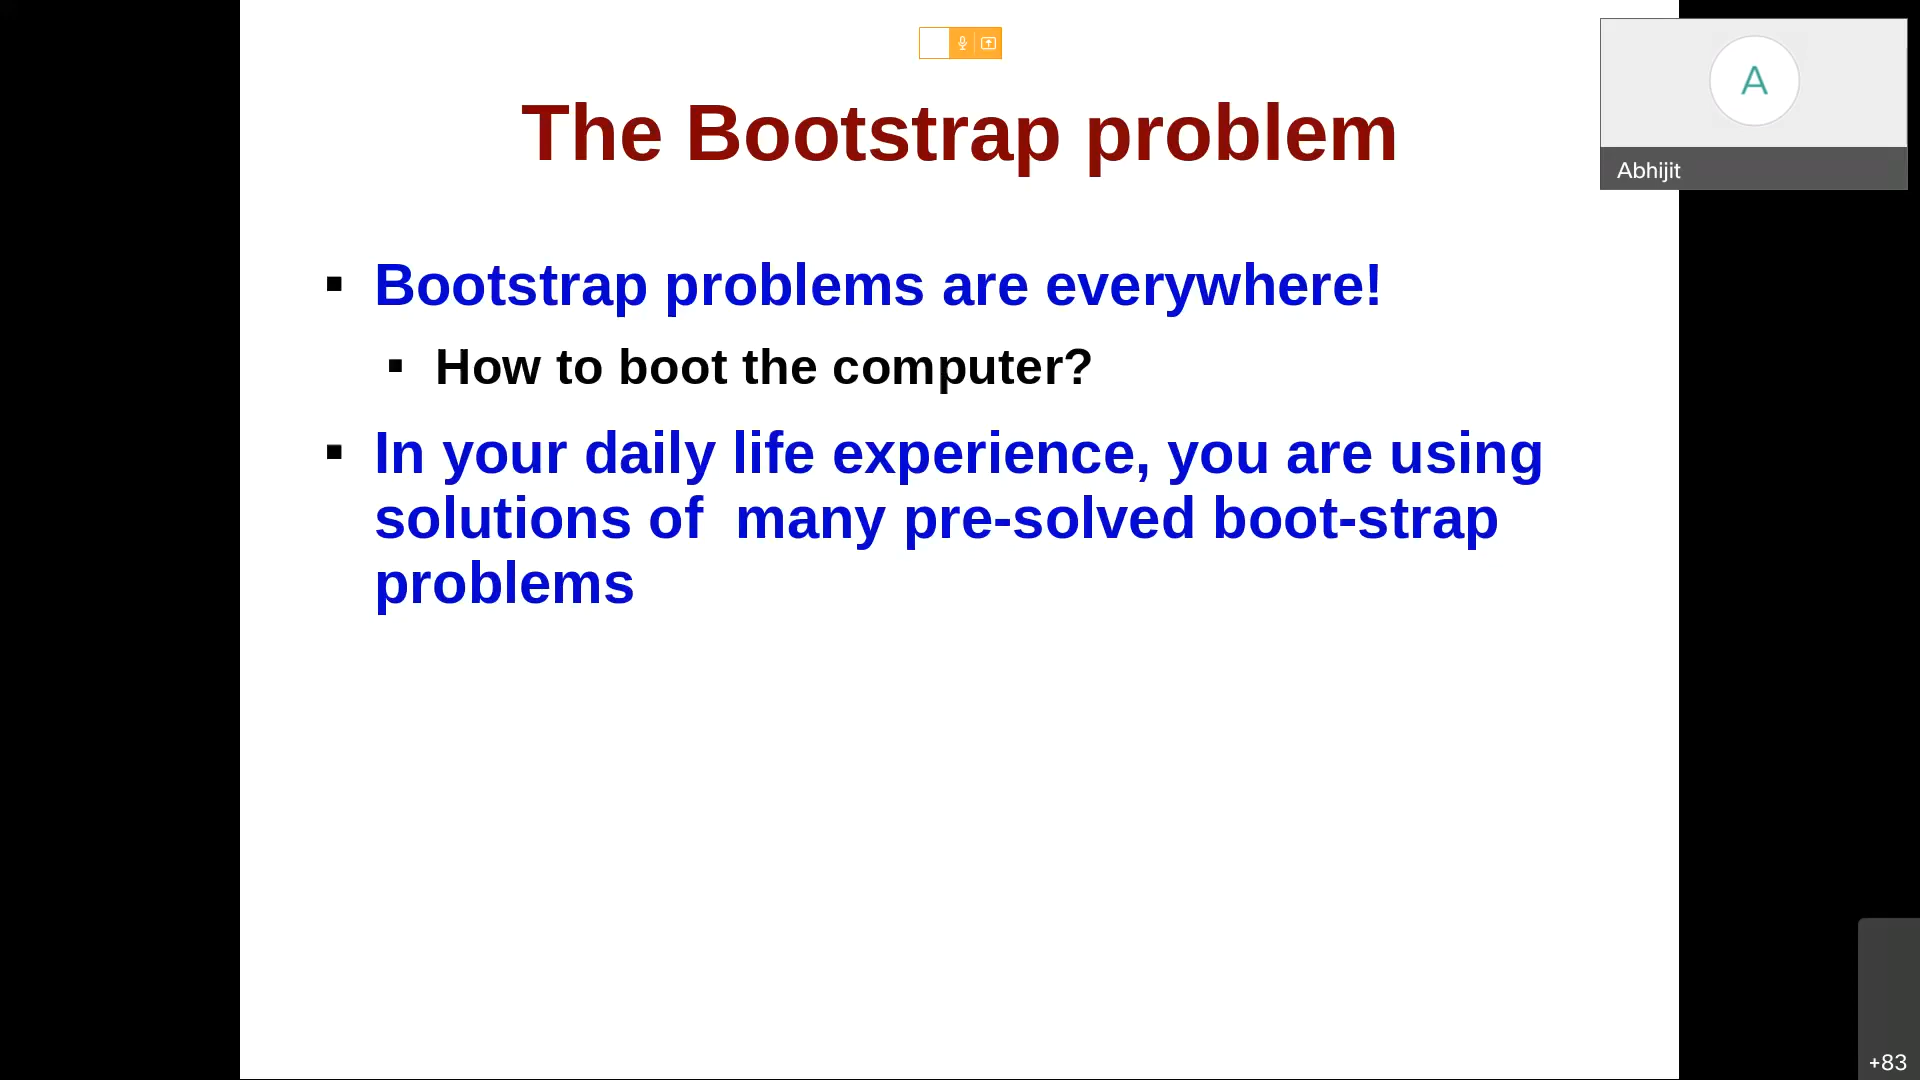 The Bootstrap problem
A
Abhijit
Bootstrap problems are everywhere!
How to boot the computer?
In your daily life experience, you are using
solutions of  many pre-solved boot-strap
problems
+83